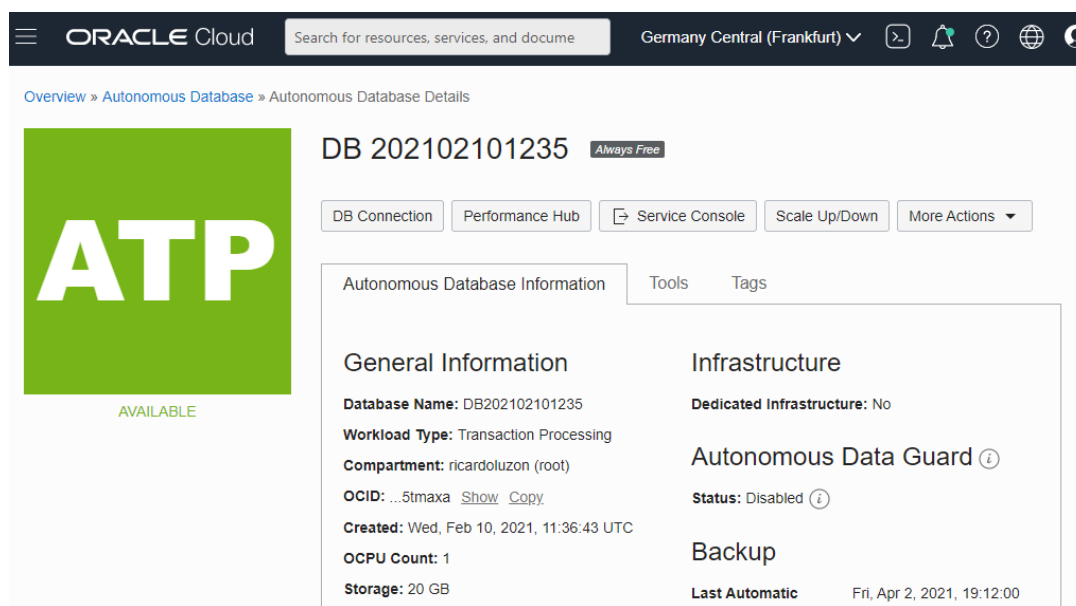 ORACLE Cloud
Search for resources, services, and docume
Germany Central (Frankfurt)
Overview » Autonomous Database » Autonomous Database Details
ATP
AVAILABLE
DB 202102101235 Always Free
DB Connection Performance Hub Service Console Scale Up/Down More Actions
Autonomous Database Information Tools Tags
General Information
Database Name: DB202102101235
Workload Type: Transaction Processing
Compartment: ricardoluzon (root)
OCID: ...5tmaxa Show Copy
Created: Wed, Feb 10, 2021, 11:36:43 UTC
OCPU Count: 1
Storage: 20 GB
Infrastructure
Dedicated Infrastructure: No
Autonomous Data Guard i
Status: Disabled i
Backup
Last Automatic Fri, Apr 2, 2021, 19:12:00